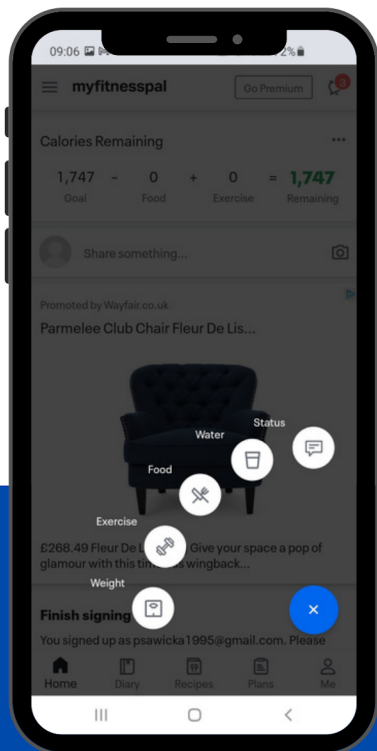 09:06
2%
myfitnesspal
Go Premium
3
Calories Remaining
1,747 - 0 + 0 = 1,747
Goal Food Exercise Remaining
Share something...
Promoted by Wayfair.co.uk
Parmelee Club Chair Fleur De Lis...
Status
Water
Food
Exercise
£268.49 Fleur De L Give your space a pop of
glamour with this tim s wingback...
Weight
Finish signing
You signed up as psawicka1995@gmail.com. Please
Home Diary Recipes Plans Me